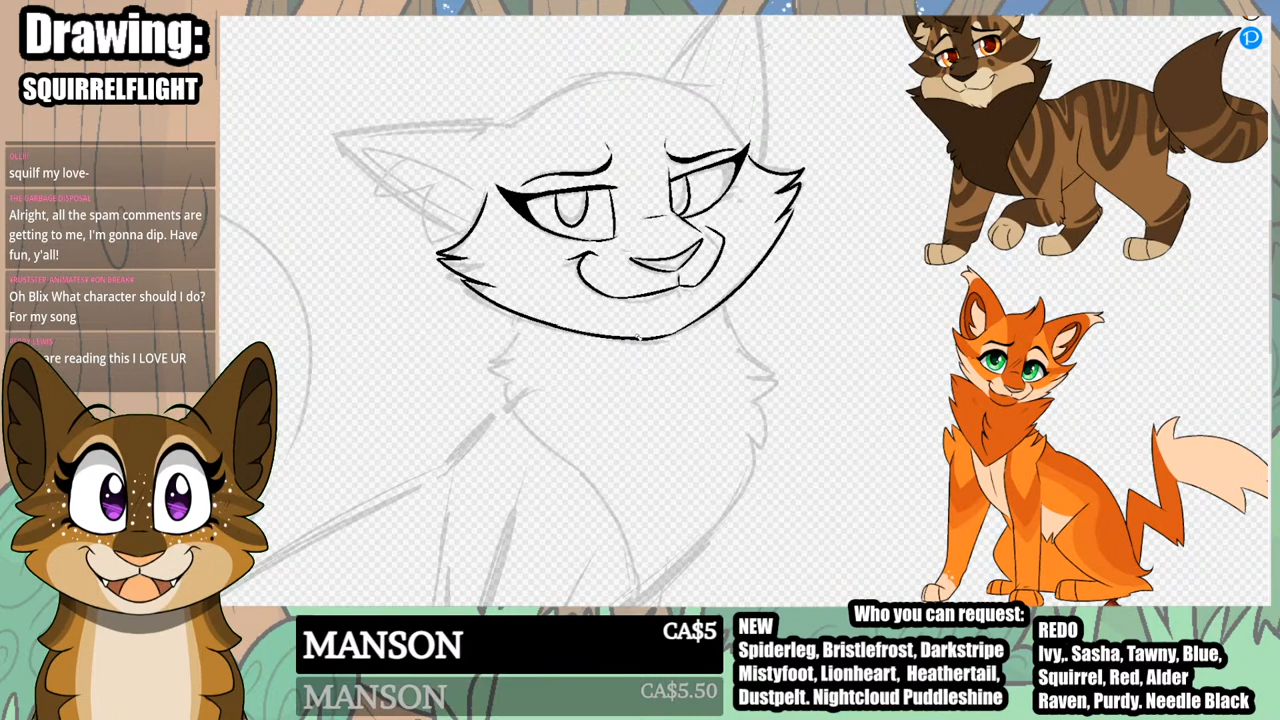 Drawing:
SQUIRRELFLIGHT
squilf my love-
THE GARBAGE DISPOSAL
Alright, all the spam comments are
getting to me, I'm gonna dip. Have
fun, y'all!
Oh Blix What character should I do?
For my song
are reading this I LOVE UR
MANSON
CA$5
MANSON
CA$5.50
Who you can request:
NEW
Spiderleg, Bristlefrost, Darkstripe
Mistyfoot, Lionheart, Heathertail,
Dustpelt. Nightcloud Puddleshine
REDO
Ivy,. Sasha, Tawny, Blue,
Squirrel, Red, Alder
Raven, Purdy. Needle Black